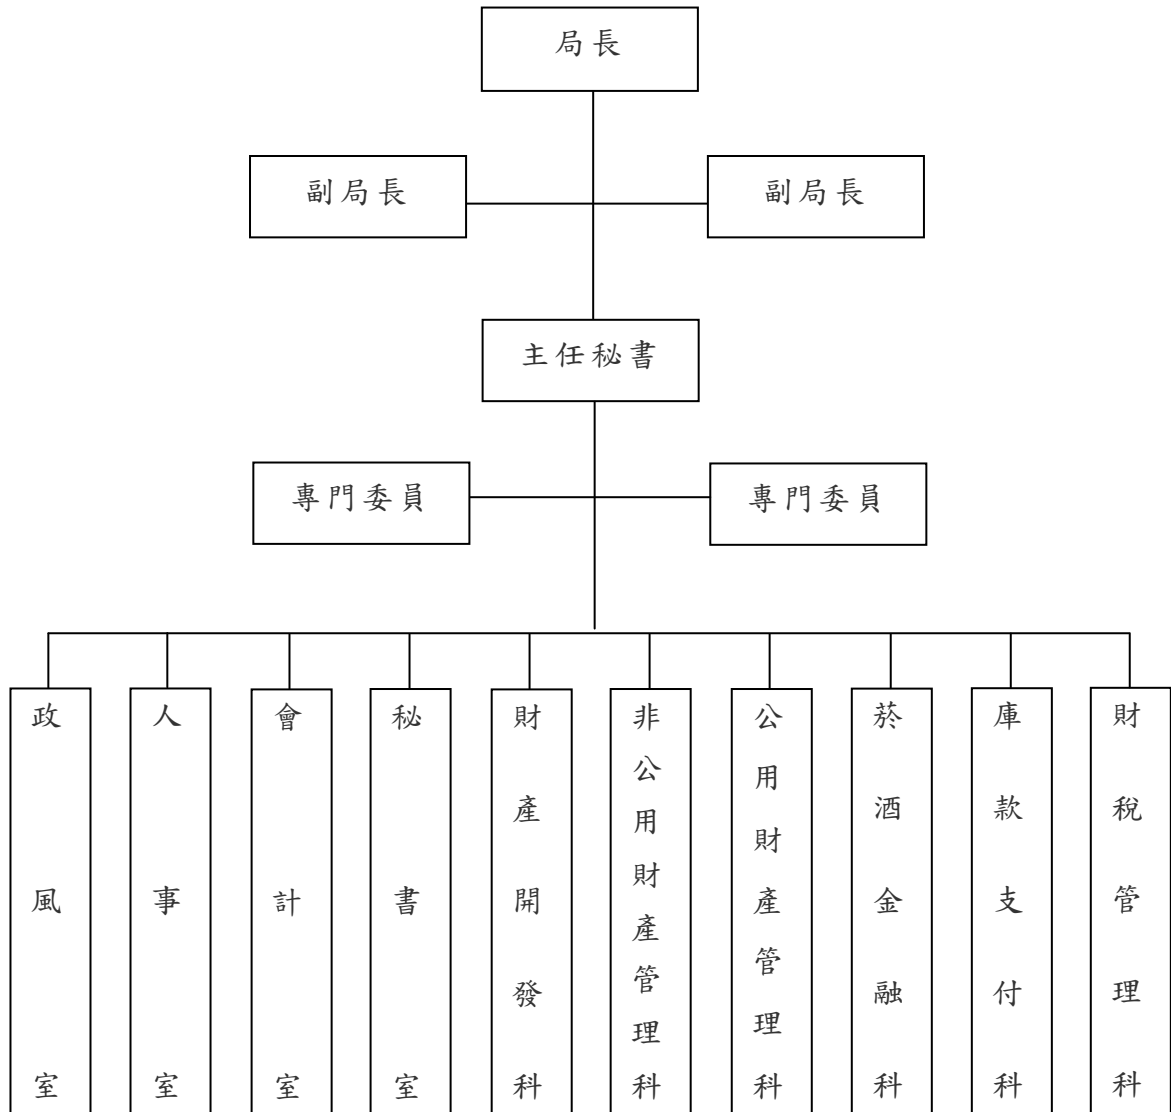 局長
副局長
副局長
主任秘書
專門委員
專門委員
政風室
人事室
會計室
秘書室
財產開發科
非公用財產管理科
公用財產管理科
菸酒金融科
庫款支付科
財稅管理科